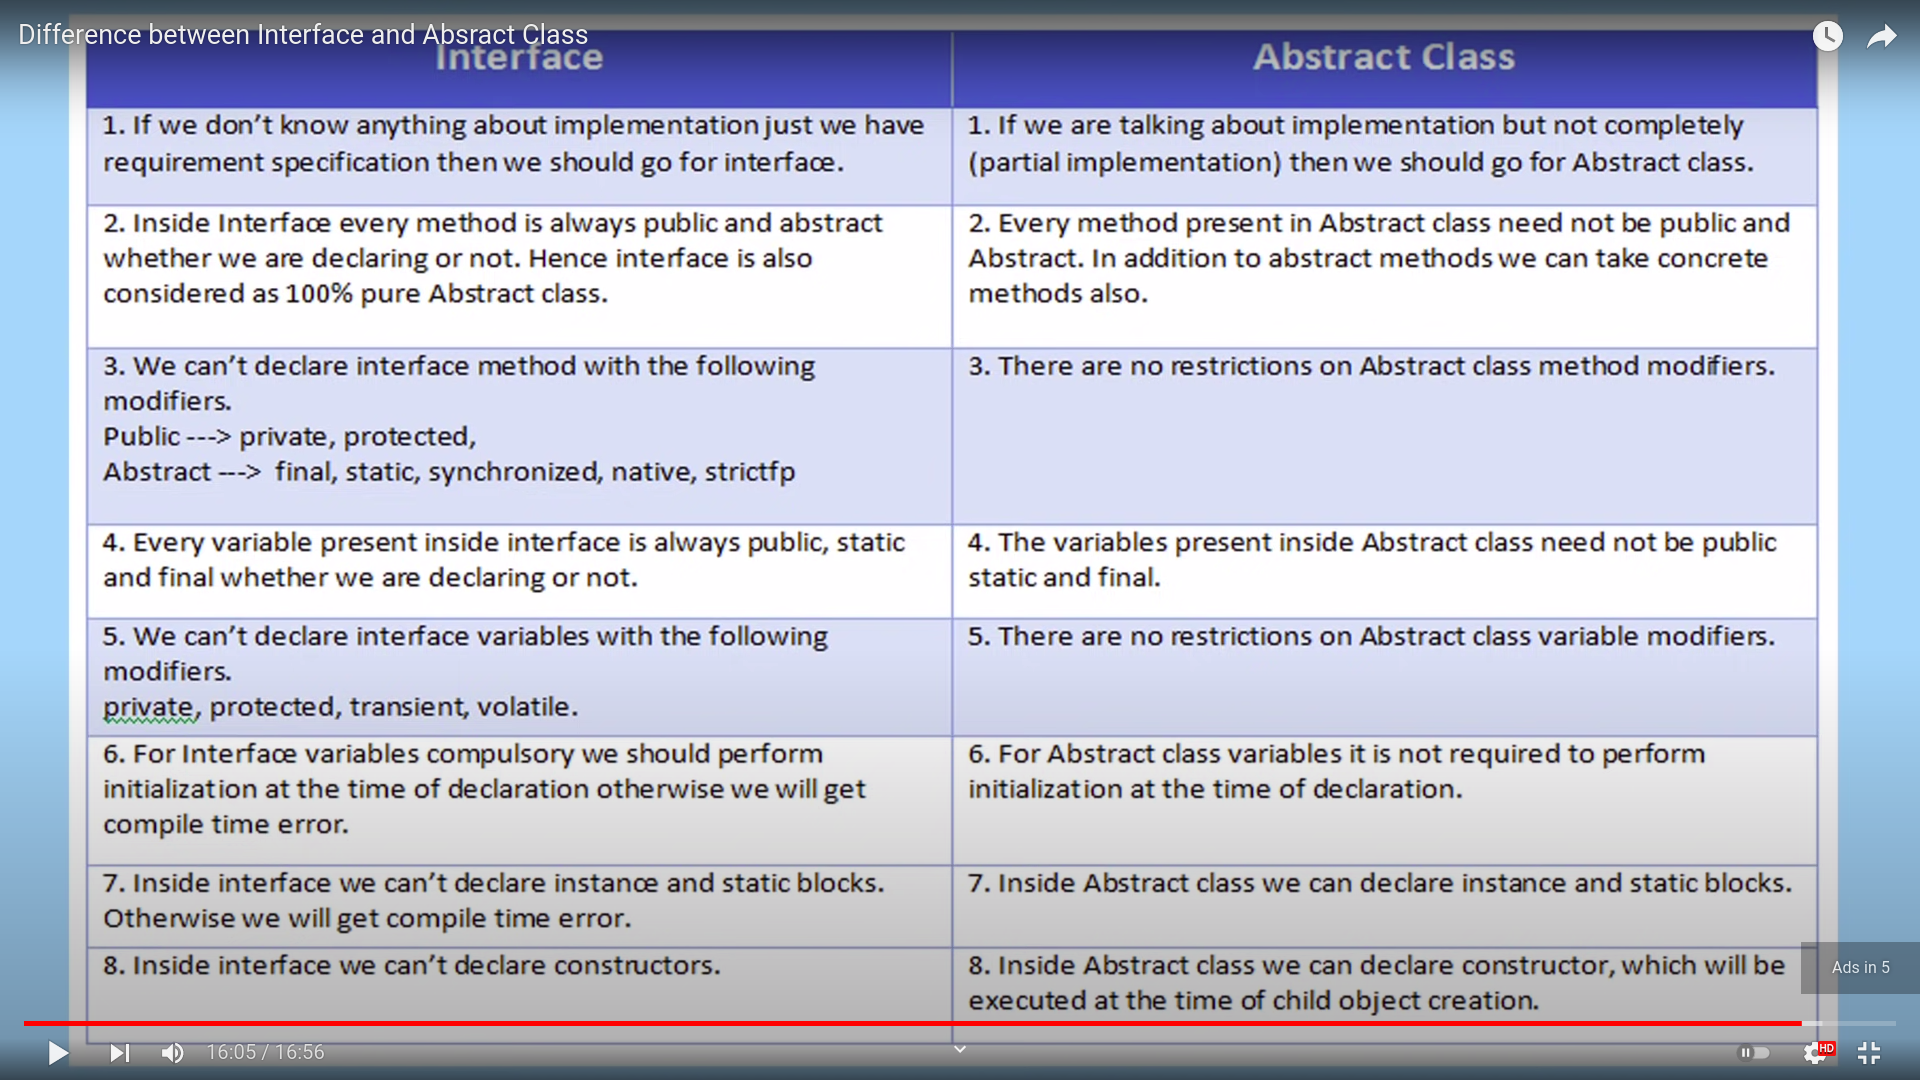 Difference between Interface and Absract Class
Interface
Abstract Class
1. If we don't know anything about implementation just we have
requirement specification then we should go for interface.
1. If we are talking about implementation but not completely
(partial implementation) then we should go for Abstract class.
2. Inside Interface every method is always public and abstract
whether we are declaring or not. Hence interface is also
considered as 100% pure Abstract class.
2. Every method present in Abstract class need not be public and
Abstract. In addition to abstract methods we can take concrete
methods also.
3. We can't declare interface method with the following
modifiers.
Public ---> private, protected,
Abstract ---> final, static, synchronized, native, strictfp
3. There are no restrictions on Abstract class method modifiers.
4. Every variable present inside interface is always public, static
and final whether we are declaring or not.
4. The variables present inside Abstract class need not be public
static and final.
5. We can't declare interface variables with the following
modifiers.
private, protected, transient, volatile.
5. There are no restrictions on Abstract class variable modifiers.
6. For Interface variables compulsory we should perform
initialization at the time of declaration otherwise we will get
compile time error.
6. For Abstract class variables it is not required to perform
initialization at the time of declaration.
7. Inside interface we can't declare instance and static blocks.
Otherwise we will get compile time error.
7. Inside Abstract class we can declare instance and static blocks.
8. Inside interface we can't declare constructors.
8. Inside Abstract class we can declare constructor, which will be
executed at the time of child object creation.
Ads in 5
16:05 / 16:56
HD